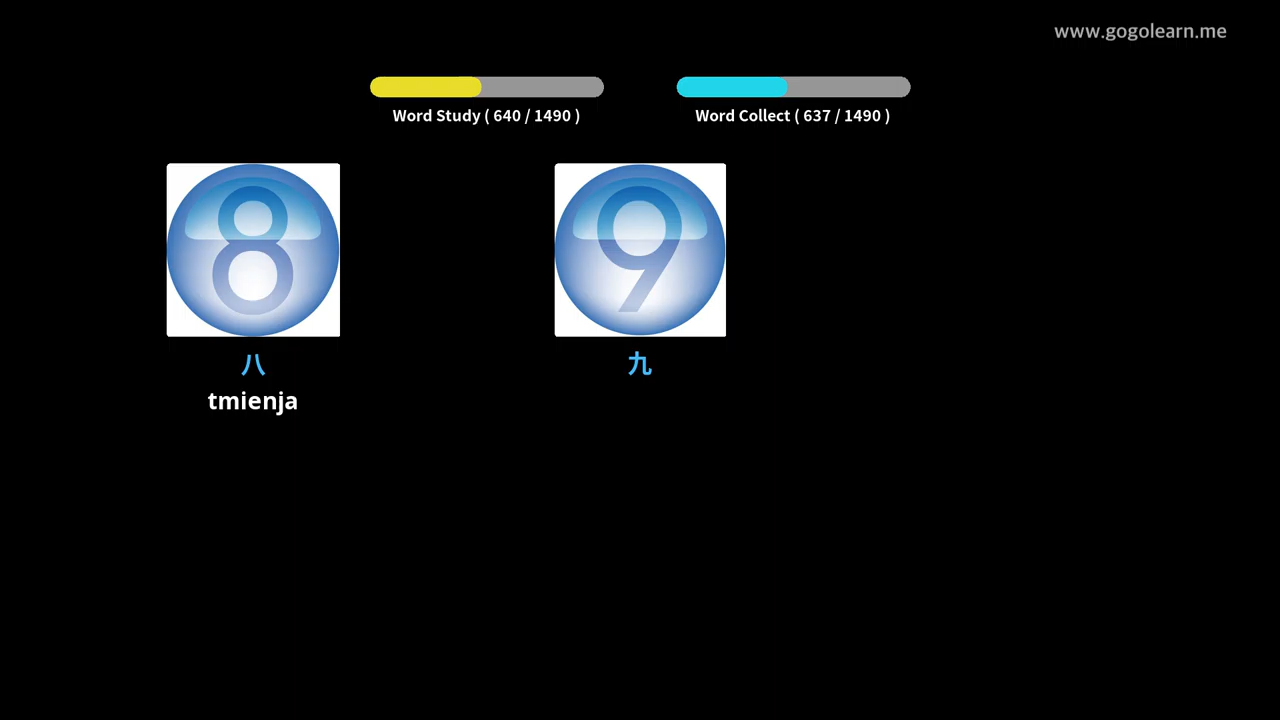 www.gogolearn.me
Word Study ( 640 / 1490 )
Word Collect ( 637 / 1490 )
8
9
八
九
tmienja